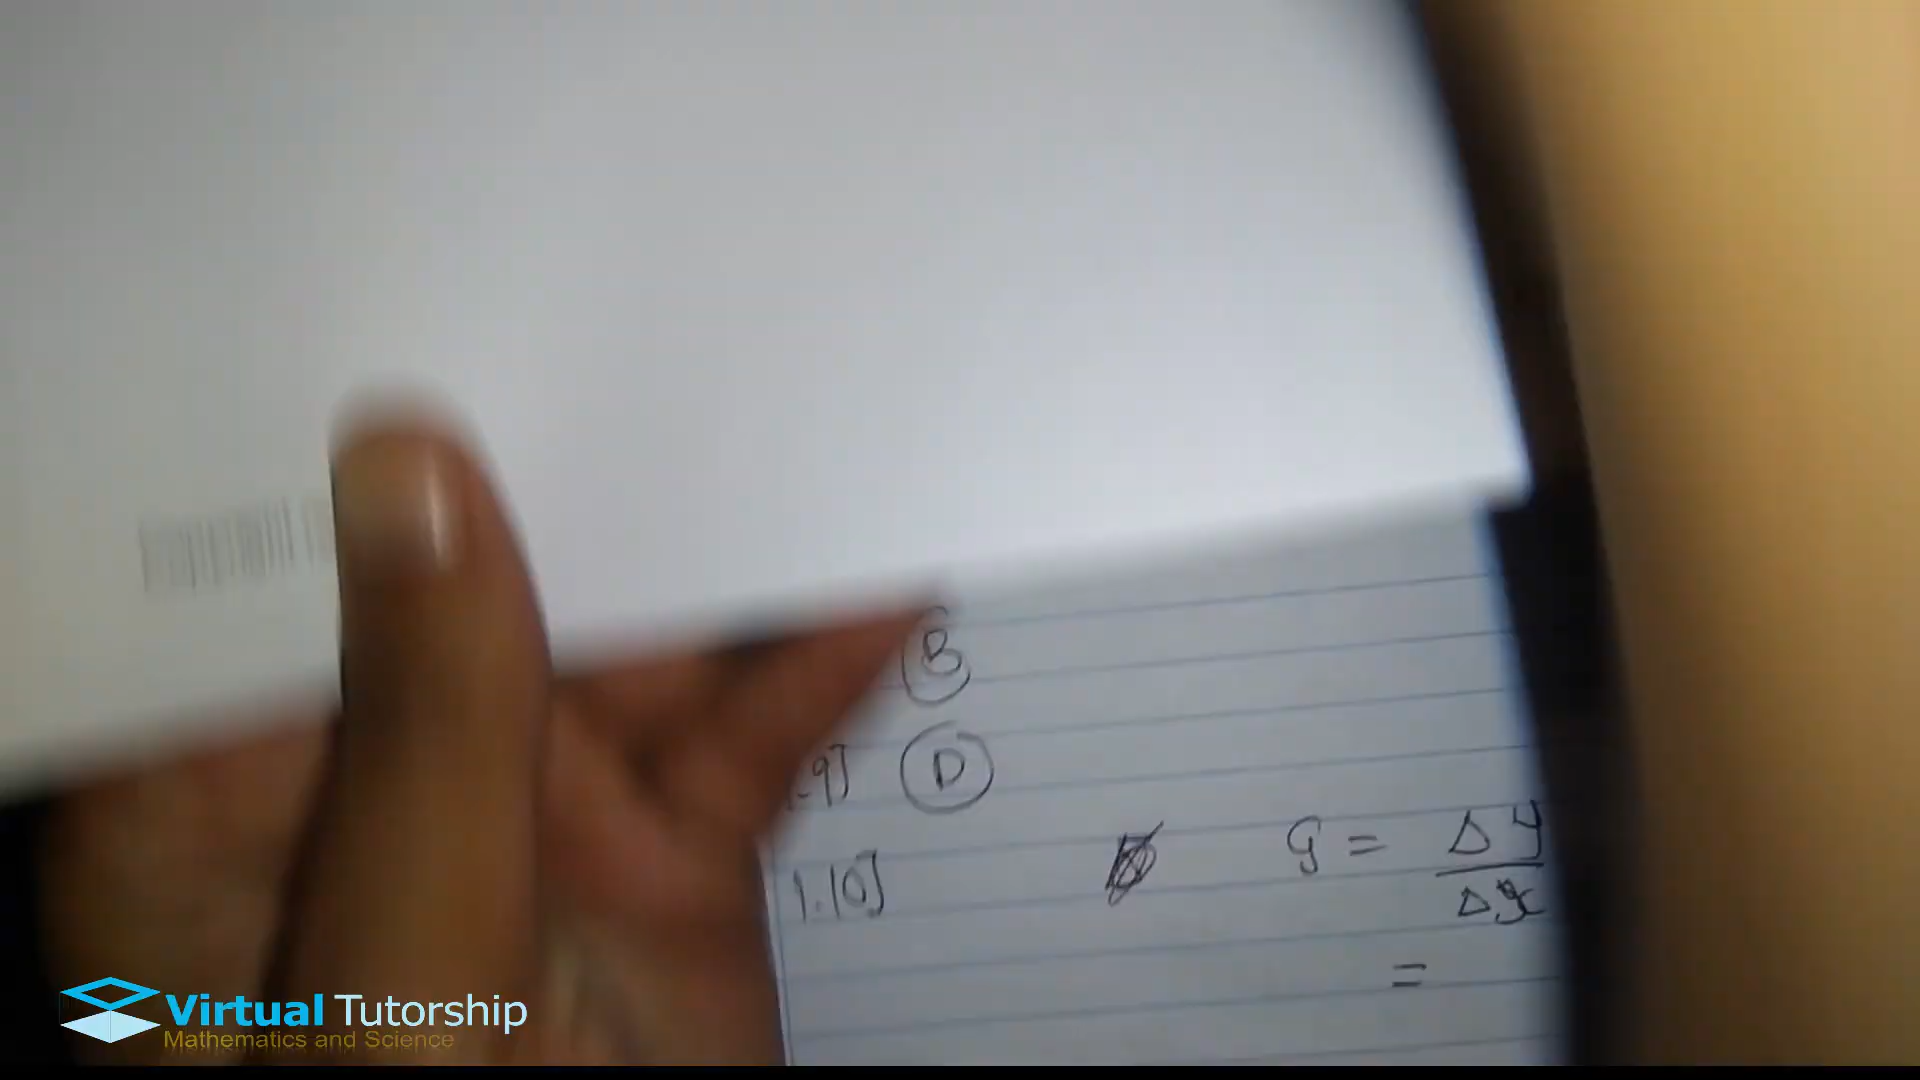 B
.9] D
1.10] G = Δy
Δx
=
Virtual Tutorship
Mathematics and Science